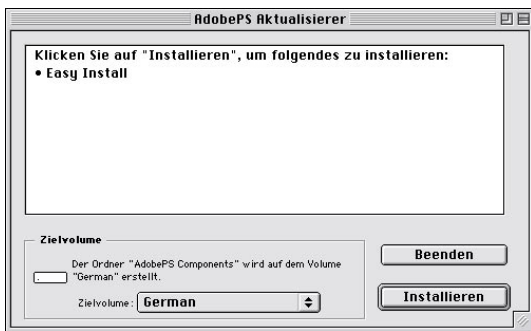 AdobePS Aktualisierer
Klicken Sie auf "Installieren", um folgendes zu installieren:
• Easy Install
Zielvolume
Der Ordner "AdobePS Components" wird auf dem Volume
"German" erstellt.
Zielvolume: German
Beenden
Installieren